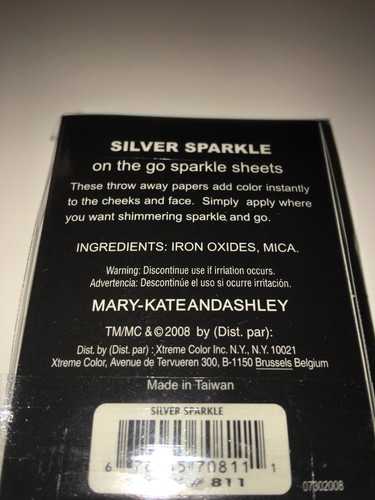 SILVER SPARKLE
on the go sparkle sheets
These throw away papers add color instantly
to the cheeks and face. Simply apply where
you want shimmering sparkle and go.
INGREDIENTS: IRON OXIDES, MICA.
Warning: Discontinue use if irriation occurs.
Advertencia: Descontinúe el uso si ocurre irritación.
MARY-KATEANDASHLEY
TM/MC & © 2008 by (Dist. par):
Dist. by (Dist. par) : Xtreme Color Inc. N.Y., N.Y. 10021
Xtreme Color, Avenue de Tervueren 300, B-1150 Brussels Belgium
Made in Taiwan
SILVER SPARKLE
70811 1
811
07302008